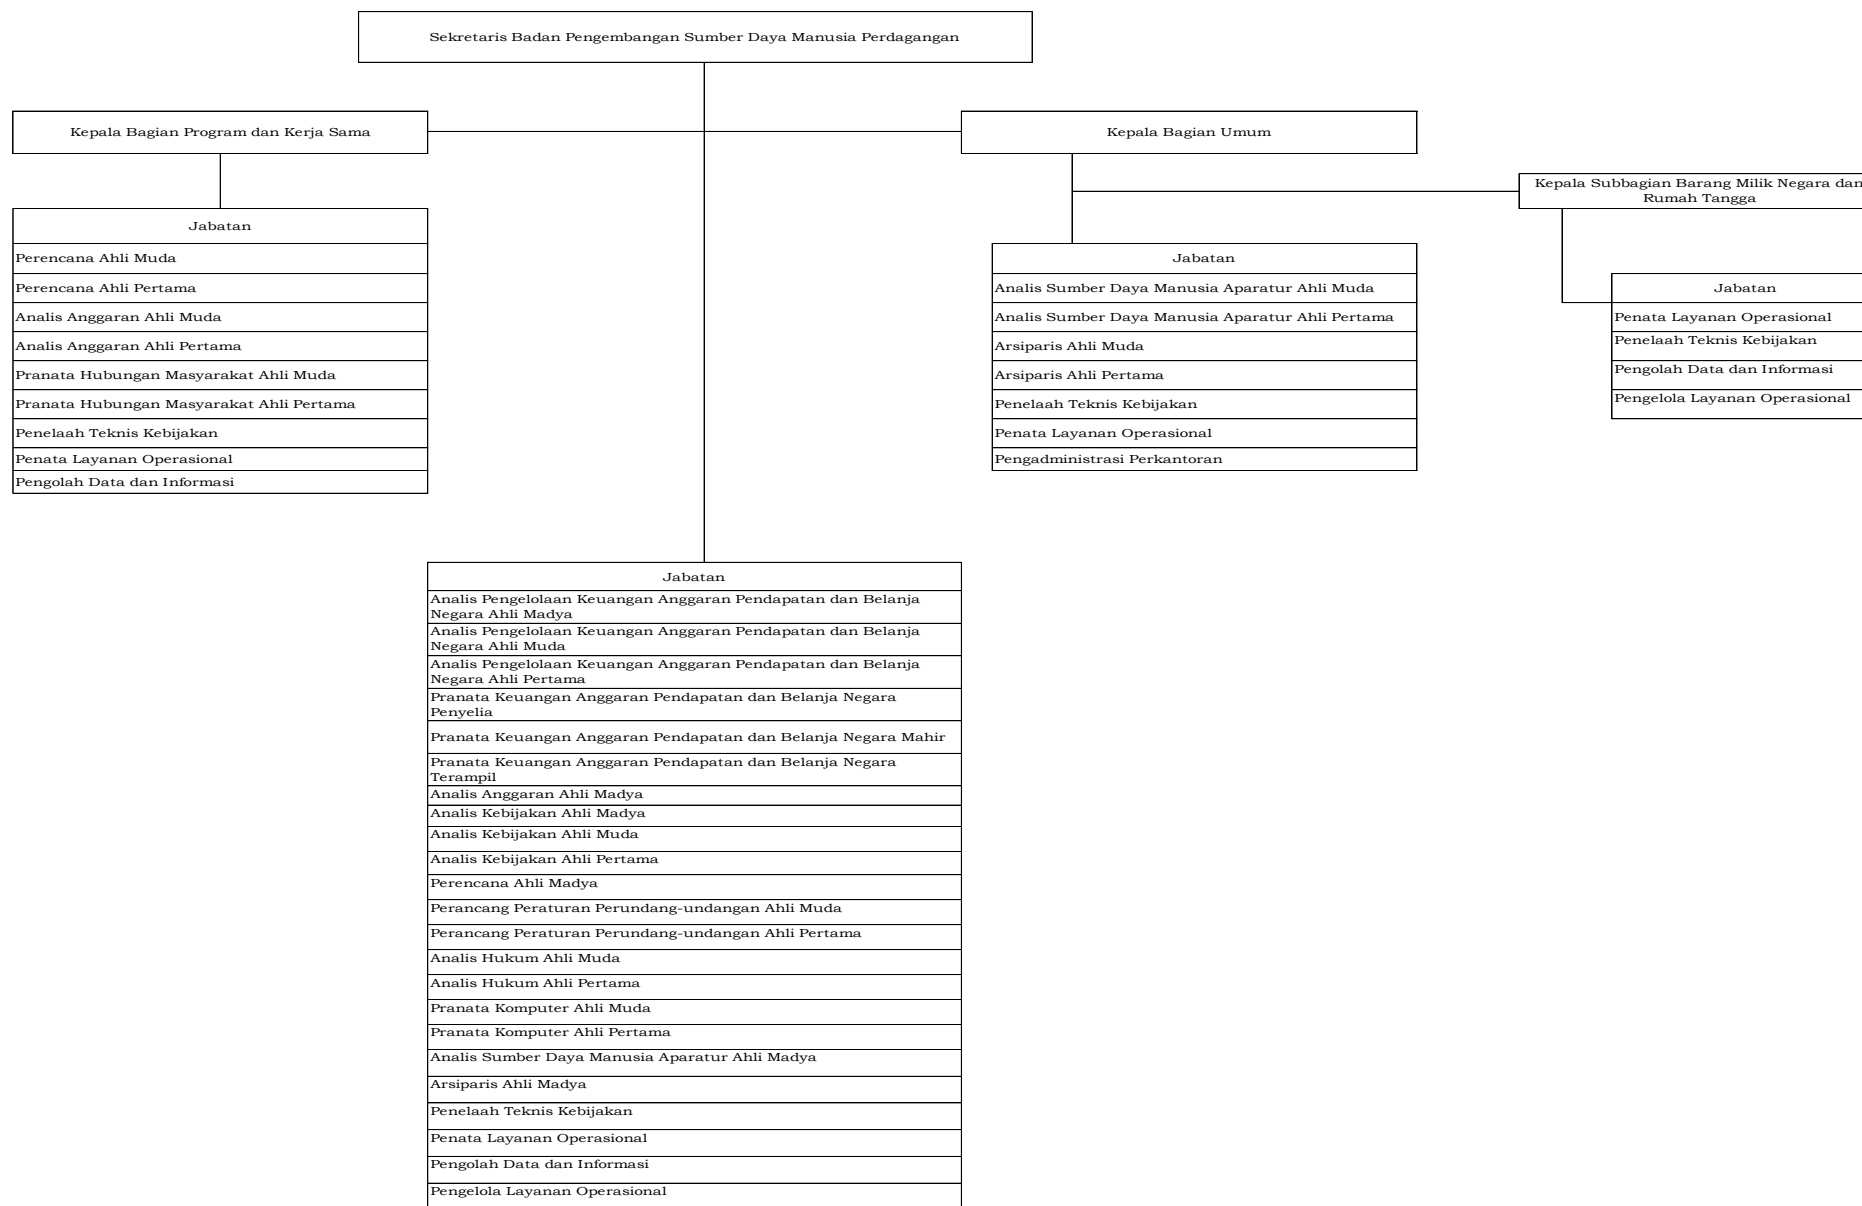 Sekretaris Badan Pengembangan Sumber Daya Manusia Perdagangan
Kepala Bagian Program dan Kerja Sama
Kepala Bagian Umum
Kepala Subbagian Barang Milik Negara dan
Rumah Tangga
Jabatan
Perencana Ahli Muda
Perencana Ahli Pertama
Analis Anggaran Ahli Muda
Analis Anggaran Ahli Pertama
Pranata Hubungan Masyarakat Ahli Muda
Pranata Hubungan Masyarakat Ahli Pertama
Penelaah Teknis Kebijakan
Penata Layanan Operasional
Pengolah Data dan Informasi
Jabatan
Analis Sumber Daya Manusia Aparatur Ahli Muda
Analis Sumber Daya Manusia Aparatur Ahli Pertama
Arsiparis Ahli Muda
Arsiparis Ahli Pertama
Penelaah Teknis Kebijakan
Penata Layanan Operasional
Pengadministrasi Perkantoran
Jabatan
Penata Layanan Operasional
Penelaah Teknis Kebijakan
Pengolah Data dan Informasi
Pengelola Layanan Operasional
Jabatan
Analis Pengelolaan Keuangan Anggaran Pendapatan dan Belanja
Negara Ahli Madya
Analis Pengelolaan Keuangan Anggaran Pendapatan dan Belanja
Negara Ahli Muda
Analis Pengelolaan Keuangan Anggaran Pendapatan dan Belanja
Negara Ahli Pertama
Pranata Keuangan Anggaran Pendapatan dan Belanja Negara
Penyelia
Pranata Keuangan Anggaran Pendapatan dan Belanja Negara Mahir
Pranata Keuangan Anggaran Pendapatan dan Belanja Negara
Terampil
Analis Anggaran Ahli Madya
Analis Kebijakan Ahli Madya
Analis Kebijakan Ahli Muda
Analis Kebijakan Ahli Pertama
Perencana Ahli Madya
Perancang Peraturan Perundang-undangan Ahli Muda
Perancang Peraturan Perundang-undangan Ahli Pertama
Analis Hukum Ahli Muda
Analis Hukum Ahli Pertama
Pranata Komputer Ahli Muda
Pranata Komputer Ahli Pertama
Analis Sumber Daya Manusia Aparatur Ahli Madya
Arsiparis Ahli Madya
Penelaah Teknis Kebijakan
Penata Layanan Operasional
Pengolah Data dan Informasi
Pengelola Layanan Operasional